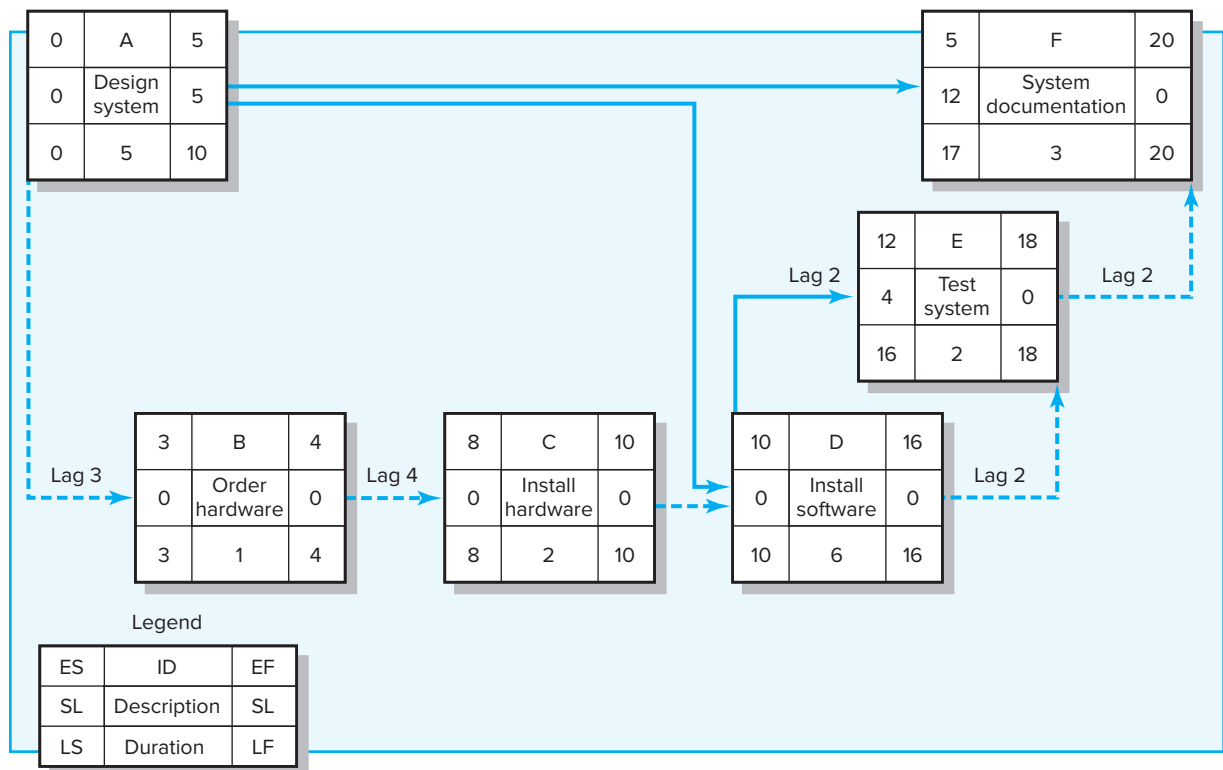 0 A 5
0 Design system 5
0 5 10
5 F 20
12 System documentation 0
17 3 20
12 E 18
4 Test system 0
16 2 18
Lag 2
Lag 2
3 B 4
0 Order hardware 0
3 1 4
Lag 3
Lag 4
8 C 10
0 Install hardware 0
8 2 10
10 D 16
0 Install software 0
10 6 16
Lag 2
Legend
ES ID EF
SL Description SL
LS Duration LF